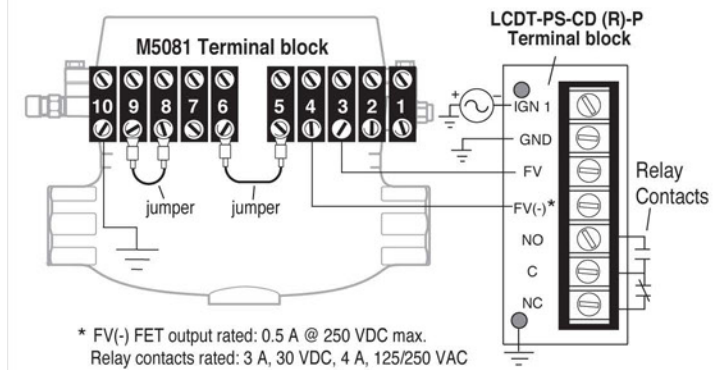 LCDT-PS-CD (R)-P
Terminal block
M5081 Terminal block
10 9 8 7 6 5 4 3 2 1
+ −
IGN 1
GND
FV
FV(-)*
NO
C
NC
Relay
Contacts
jumper
jumper
* FV(-) FET output rated: 0.5 A @ 250 VDC max.
Relay contacts rated: 3 A, 30 VDC, 4 A, 125/250 VAC